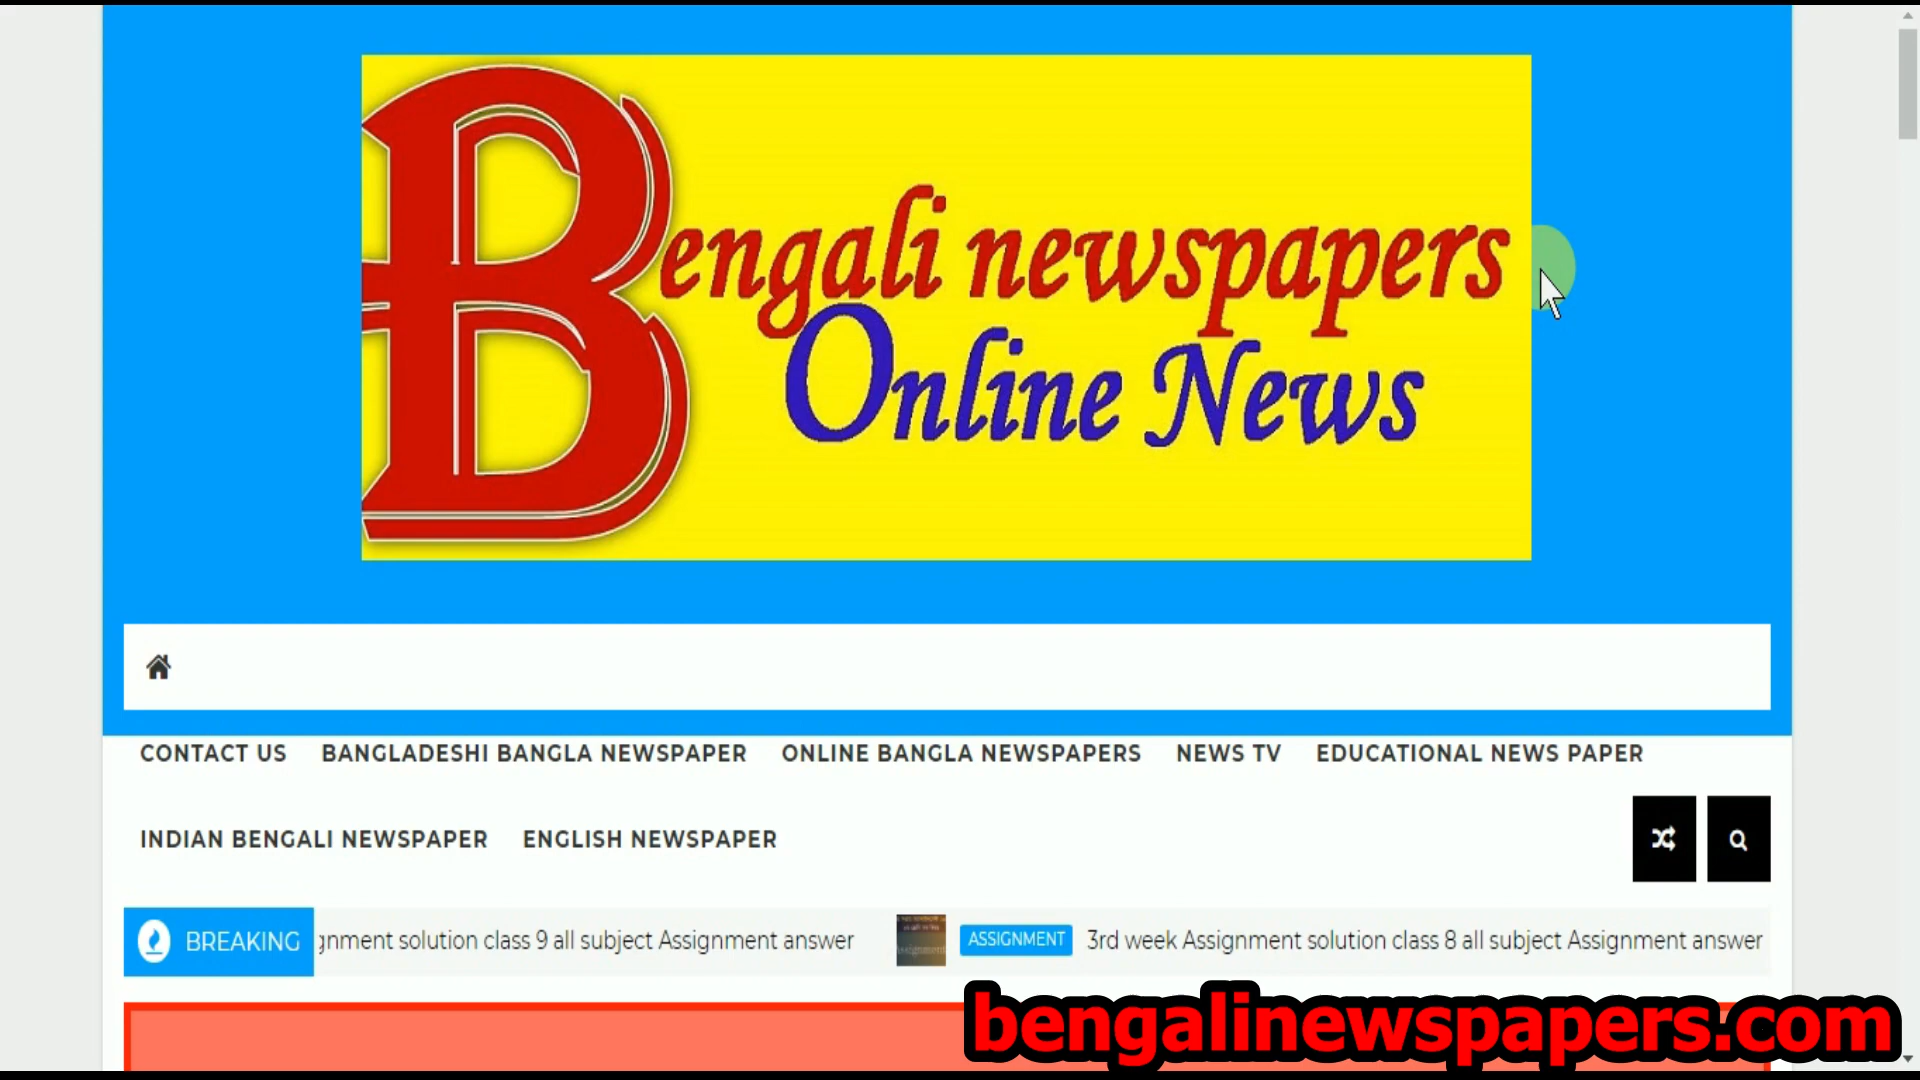 Bengali newspapers
Online News
CONTACT US BANGLADESHI BANGLA NEWSPAPER ONLINE BANGLA NEWSPAPERS NEWS TV EDUCATIONAL NEWS PAPER
INDIAN BENGALI NEWSPAPER ENGLISH NEWSPAPER
BREAKING gnment solution class 9 all subject Assignment answer ASSIGNMENT 3rd week Assignment solution class 8 all subject Assignment answer
bengalinewspapers.com